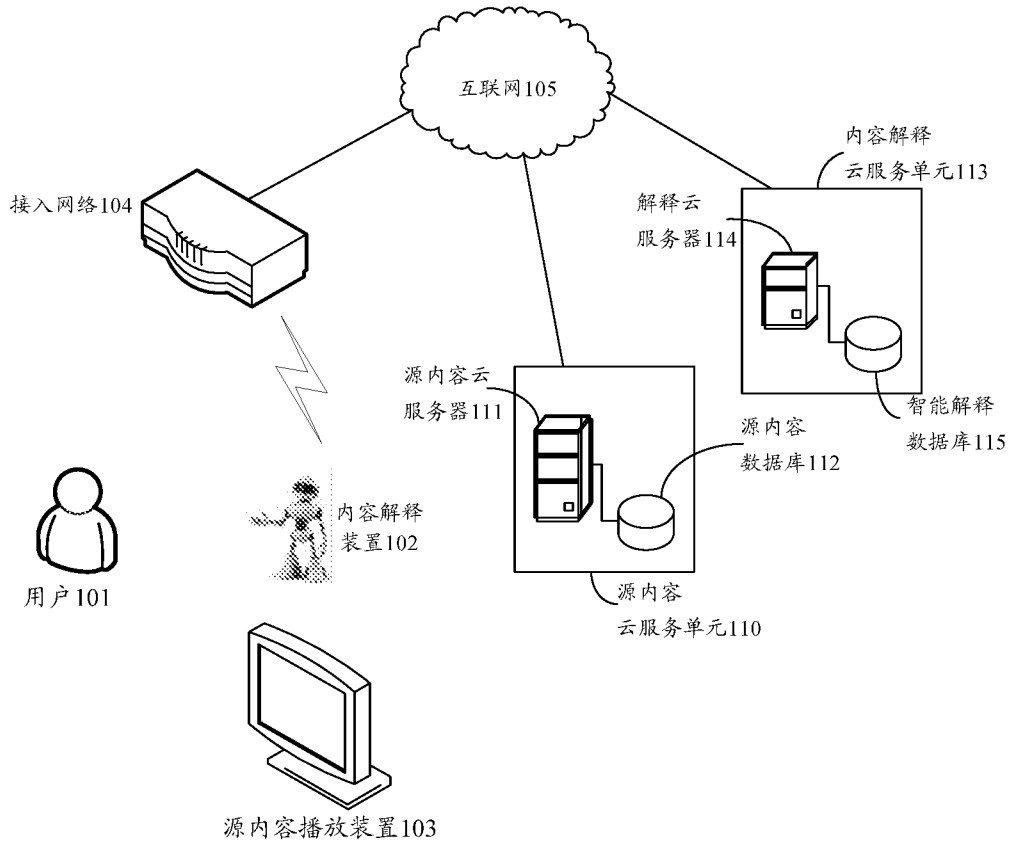 互联网105
内容解释
云服务单元113
接入网络104
解释云
服务器114
源内容云
服务器111
智能解释
数据库115
源内容
数据库112
内容解释
装置102
用户101
源内容
云服务单元110
源内容播放装置103